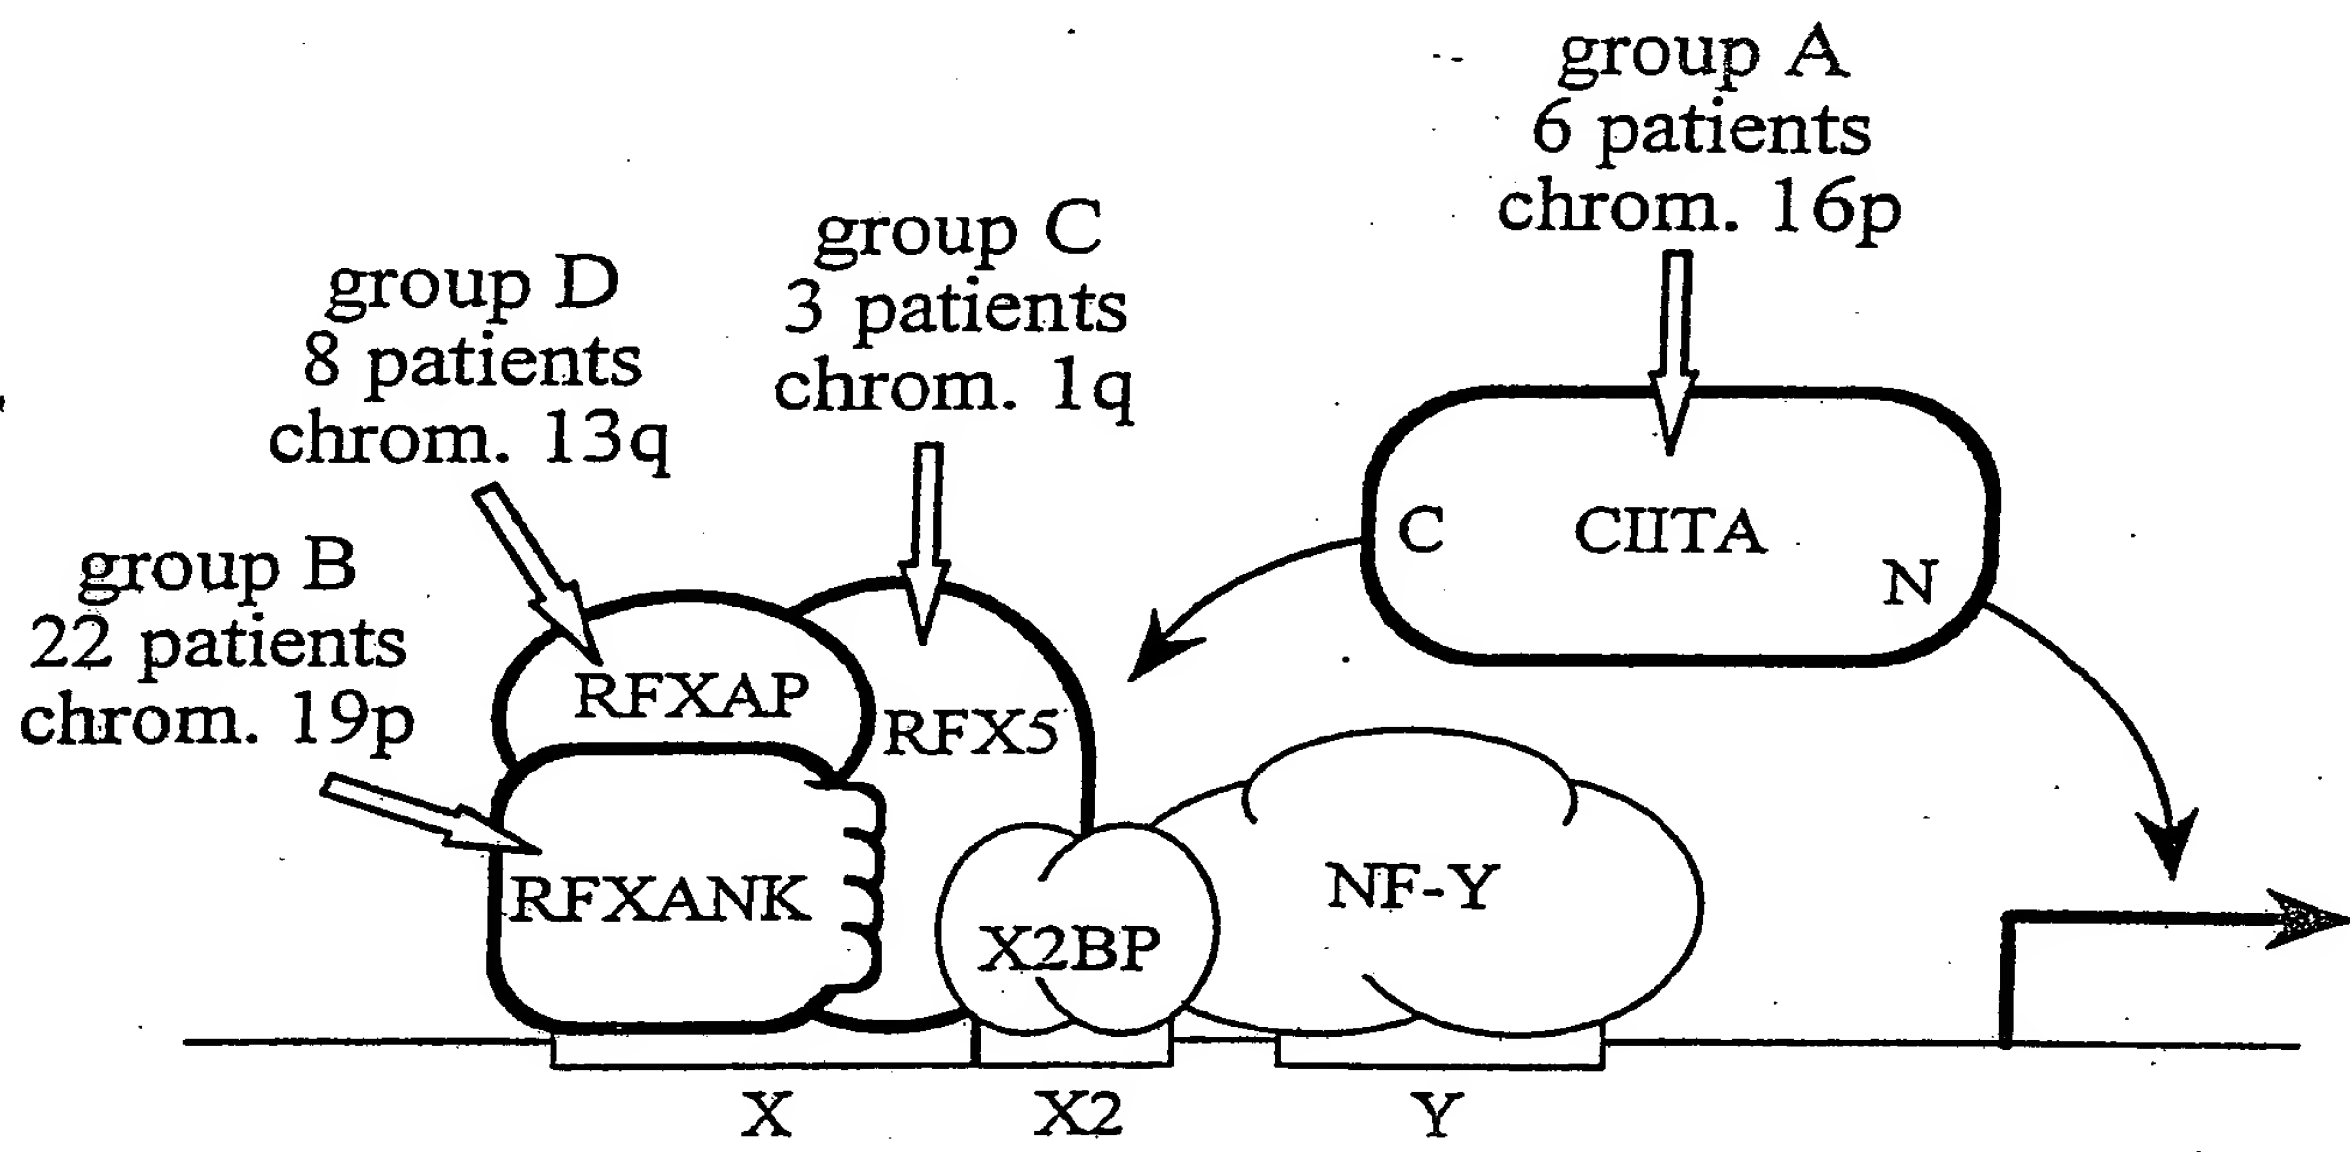 group A
6 patients
chrom. 16p
group C
3 patients
chrom. 1q
group D
8 patients
chrom. 13q
group B
22 patients
chrom. 19p
C CIITA N
RFXAP
RFX5
RFXANK
X2BP
NF-Y
X X2 Y